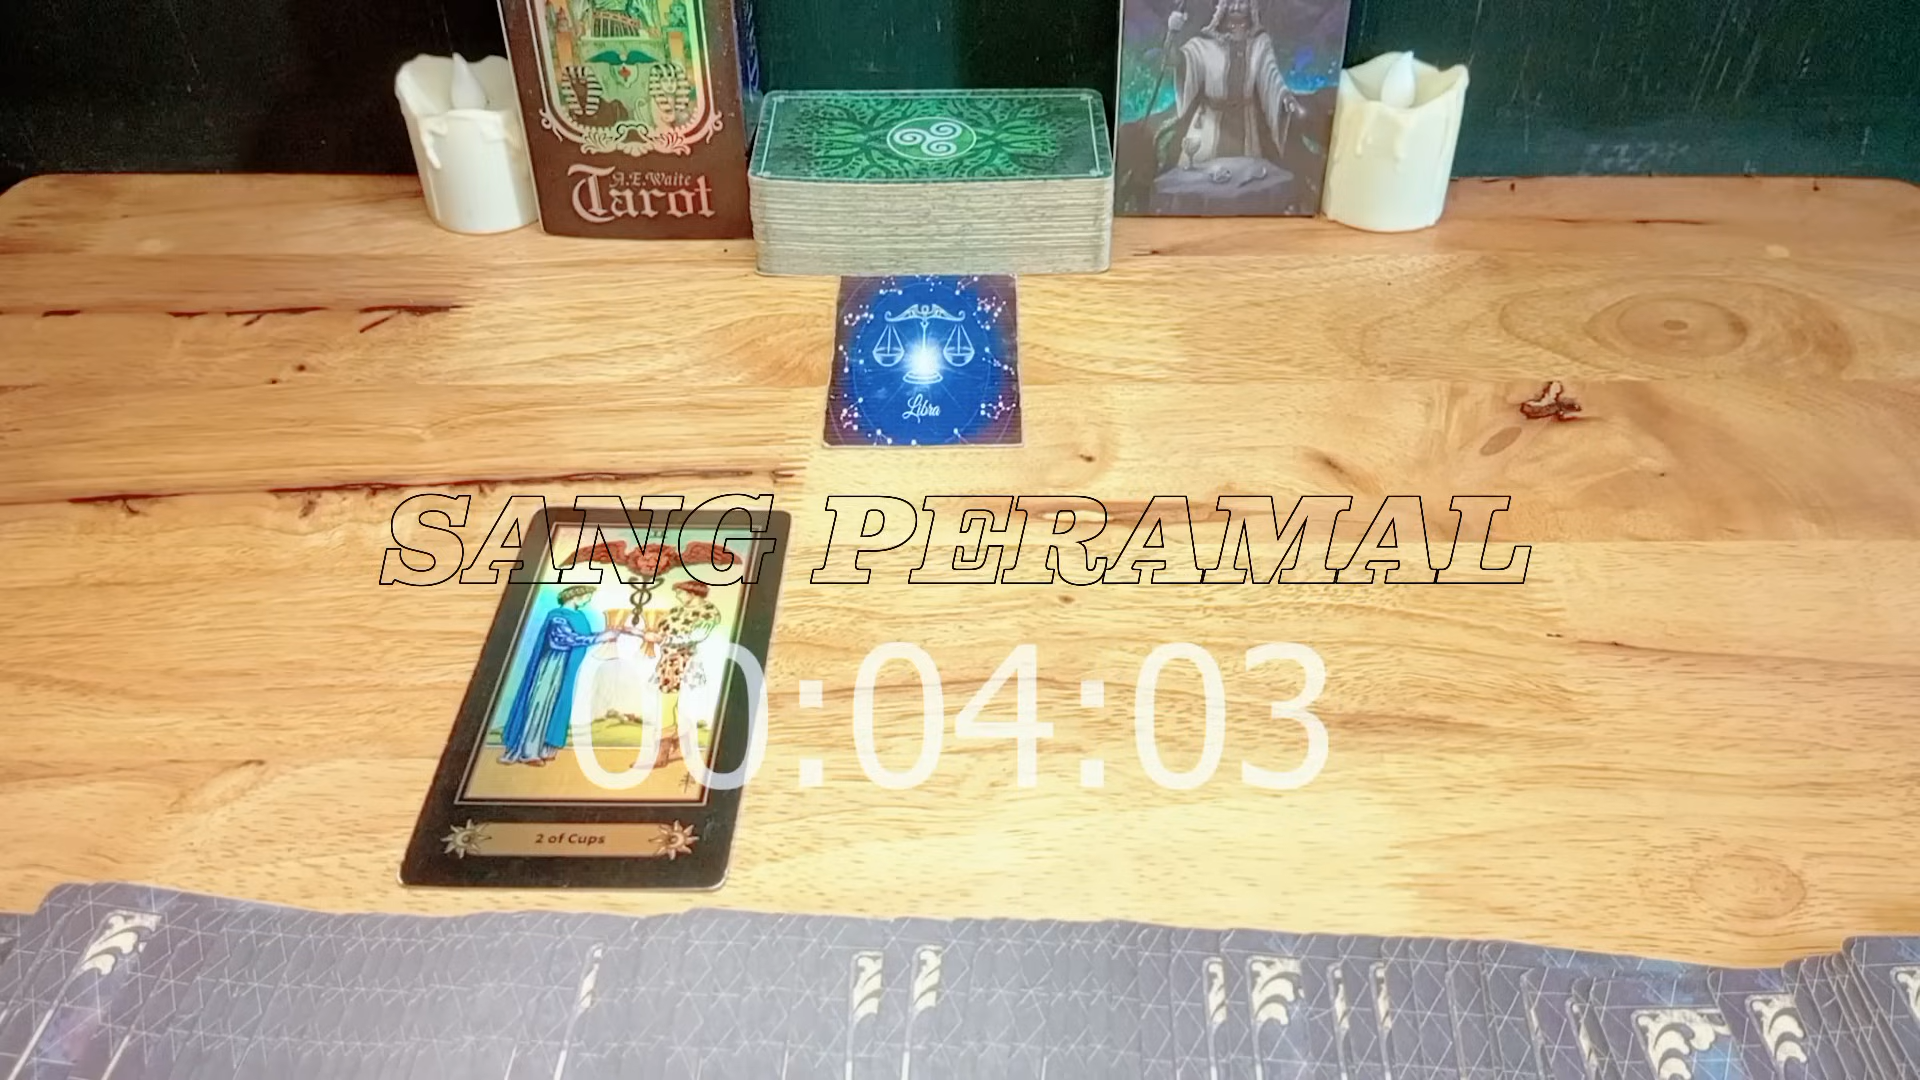 A.E. Waite
Tarot
Libra
SANG PERAMAL
00:04:03
2 of Cups